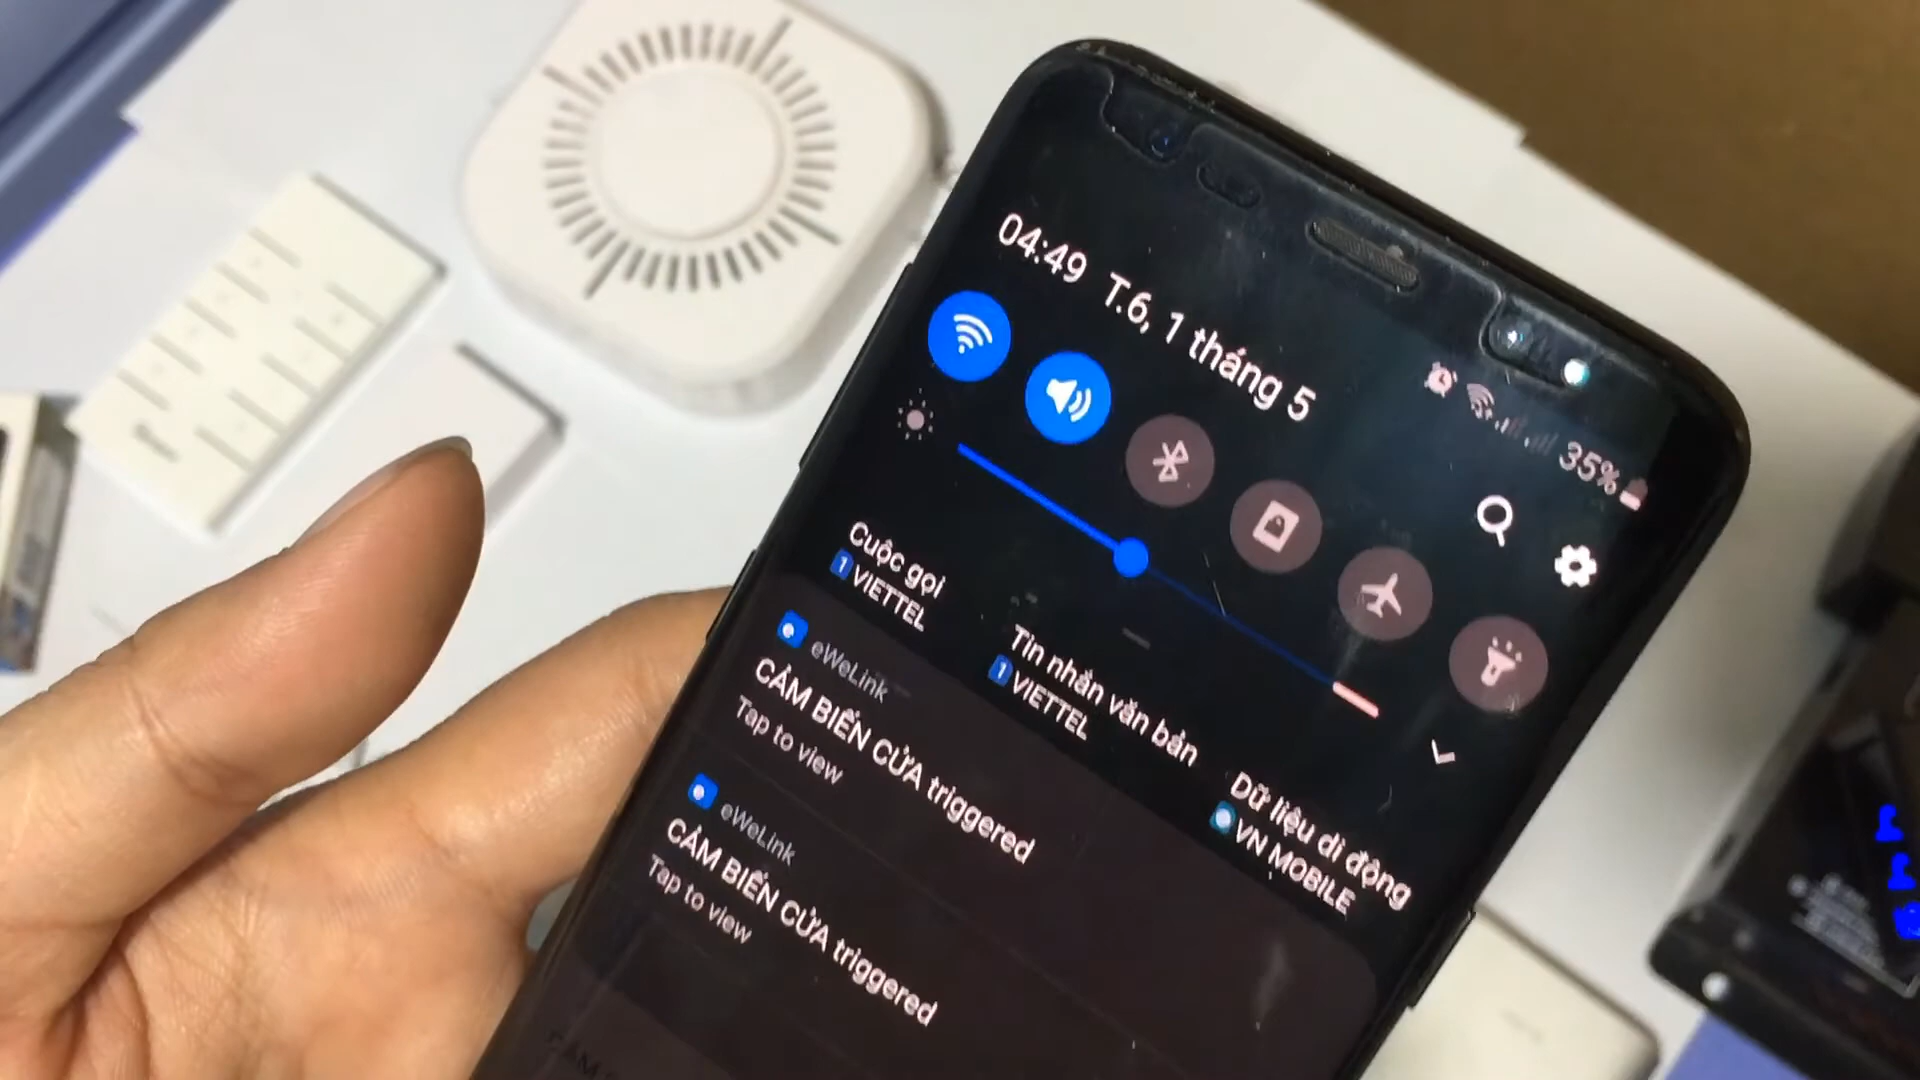 04:49 T.6, 1 tháng 5
35%
Cuộc gọi
1 VIETTEL
Tin nhắn văn bản
1 VIETTEL
Dữ liệu di động
VN MOBILE
eWeLink
CẢM BIẾN CỬA triggered
Tap to view
eWeLink
CẢM BIẾN CỬA triggered
Tap to view